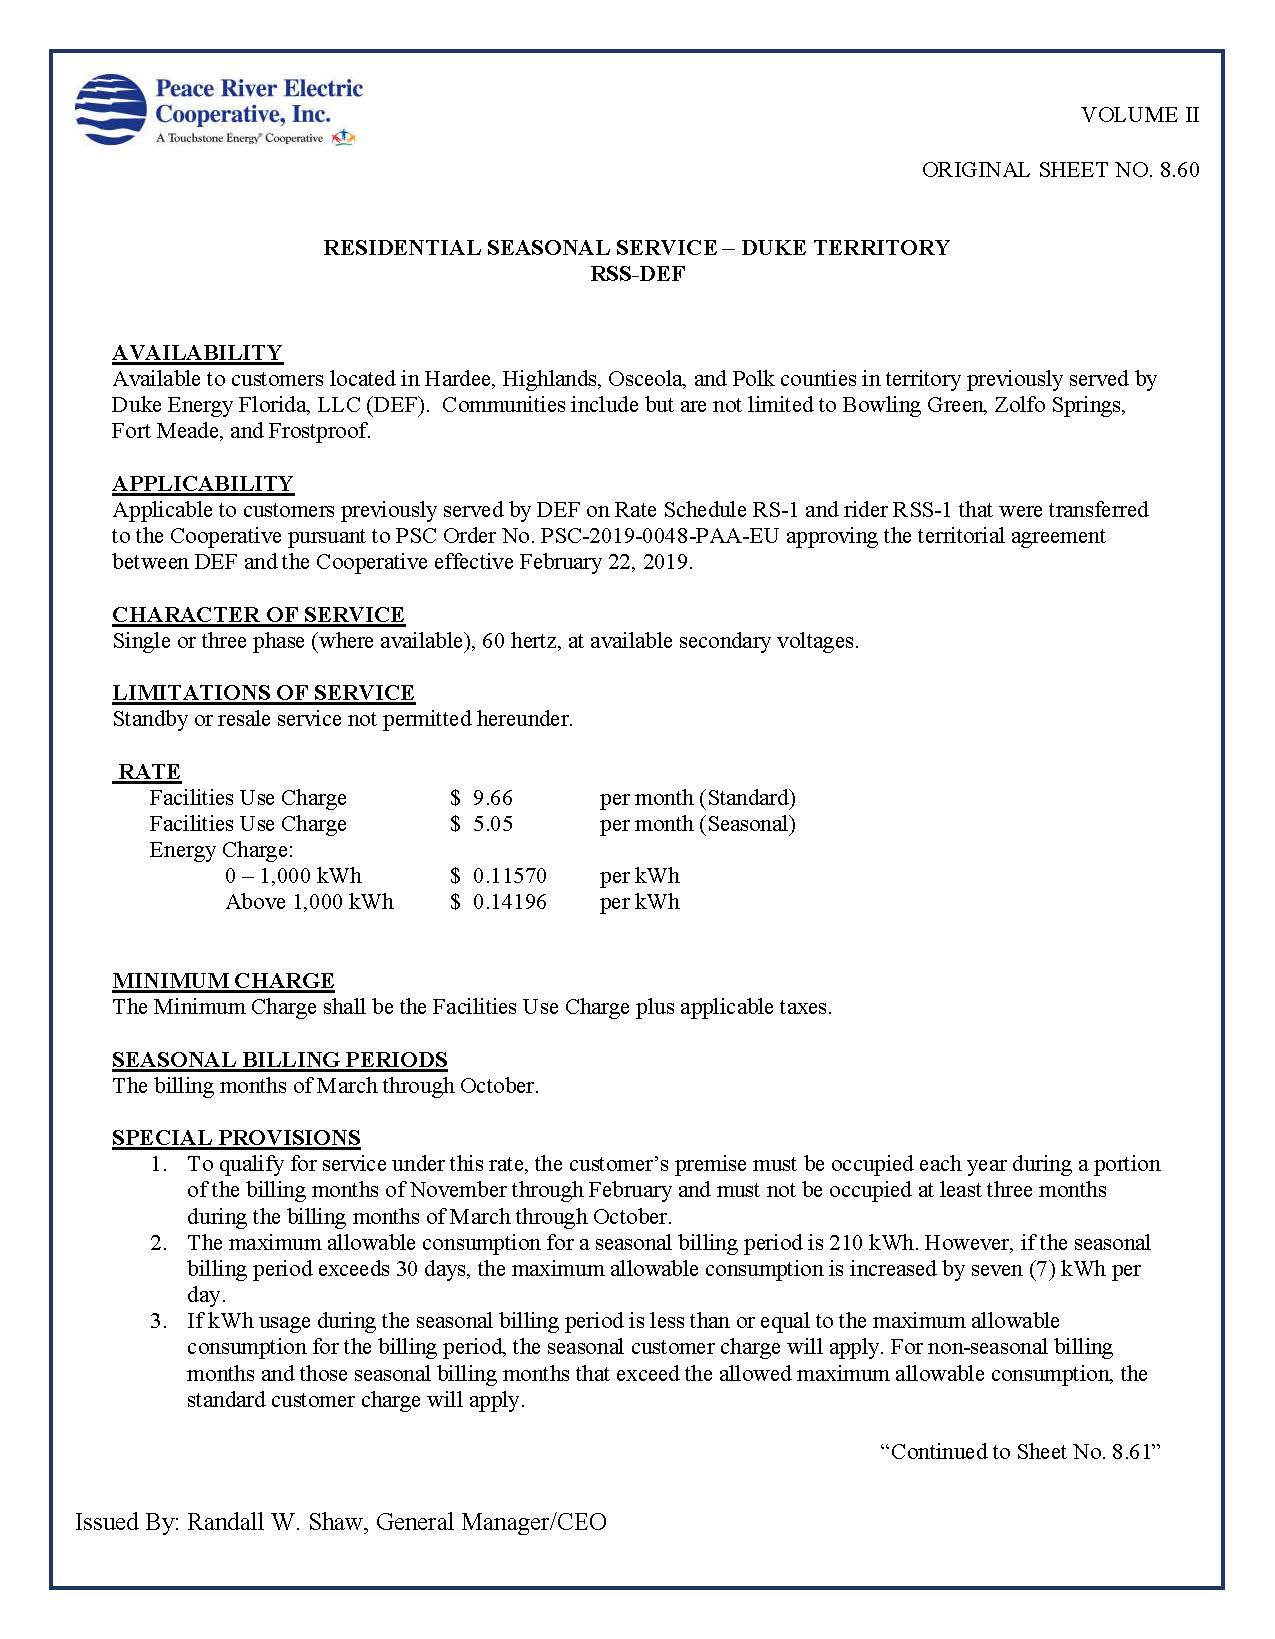 Peace River Electric
Cooperative, Inc.
A Touchstone Energy® Cooperative
VOLUME II
ORIGINAL SHEET NO. 8.60
RESIDENTIAL SEASONAL SERVICE – DUKE TERRITORY
RSS-DEF
AVAILABILITY
Available to customers located in Hardee, Highlands, Osceola, and Polk counties in territory previously served by
Duke Energy Florida, LLC (DEF).  Communities include but are not limited to Bowling Green, Zolfo Springs,
Fort Meade, and Frostproof.
APPLICABILITY
Applicable to customers previously served by DEF on Rate Schedule RS-1 and rider RSS-1 that were transferred
to the Cooperative pursuant to PSC Order No. PSC-2019-0048-PAA-EU approving the territorial agreement
between DEF and the Cooperative effective February 22, 2019.
CHARACTER OF SERVICE
Single or three phase (where available), 60 hertz, at available secondary voltages.
LIMITATIONS OF SERVICE
Standby or resale service not permitted hereunder.
RATE
Facilities Use Charge $ 9.66 per month (Standard)
Facilities Use Charge $ 5.05 per month (Seasonal)
Energy Charge:
0 – 1,000 kWh $ 0.11570 per kWh
Above 1,000 kWh $ 0.14196 per kWh
MINIMUM CHARGE
The Minimum Charge shall be the Facilities Use Charge plus applicable taxes.
SEASONAL BILLING PERIODS
The billing months of March through October.
SPECIAL PROVISIONS
1. To qualify for service under this rate, the customer’s premise must be occupied each year during a portion
of the billing months of November through February and must not be occupied at least three months
during the billing months of March through October.
2. The maximum allowable consumption for a seasonal billing period is 210 kWh. However, if the seasonal
billing period exceeds 30 days, the maximum allowable consumption is increased by seven (7) kWh per
day.
3. If kWh usage during the seasonal billing period is less than or equal to the maximum allowable
consumption for the billing period, the seasonal customer charge will apply. For non-seasonal billing
months and those seasonal billing months that exceed the allowed maximum allowable consumption, the
standard customer charge will apply.
“Continued to Sheet No. 8.61”
Issued By: Randall W. Shaw, General Manager/CEO